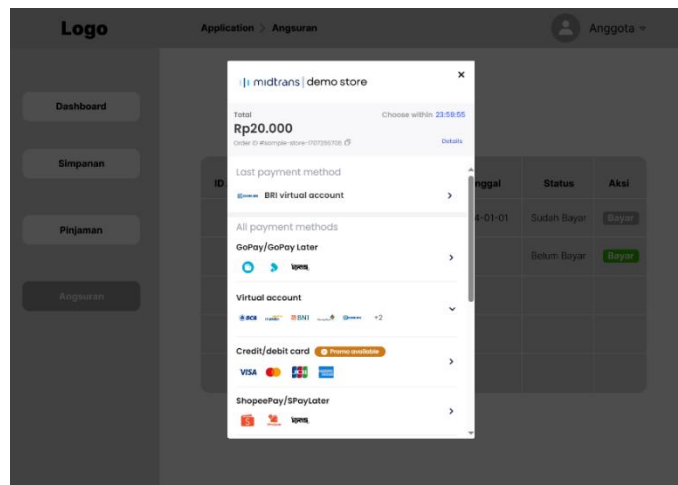 Logo
Application > Angsuran
Anggota
Dashboard
Simpanan
Pinjaman
Angsuran
midtrans | demo store
×
Total
Choose within 23:58:55
Rp20.000
Details
Last payment method
BRI virtual account
All payment methods
GoPay/GoPay Later
Virtual account
BCA
BNI
+2
Credit/debit card
Promo available
VISA
JCB
ShopeePay/SPayLater
ID
nggal
Status
Aksi
4-01-01
Sudah Bayar
Bayar
Belum Bayar
Bayar